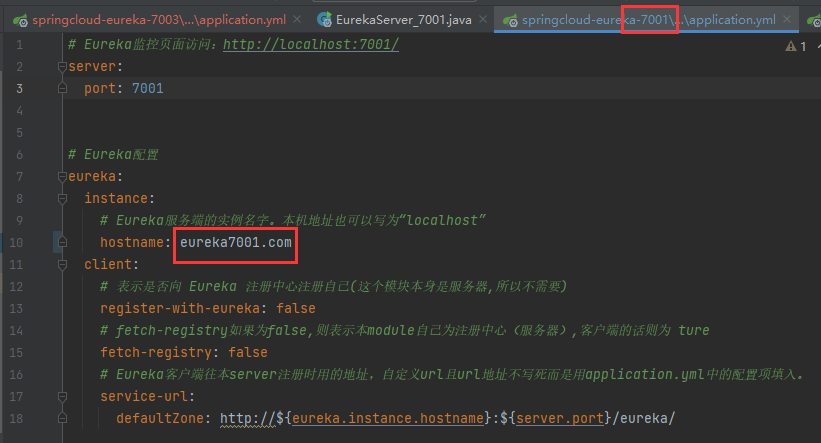 springcloud-eureka-7003\...\application.yml × EurekaServer_7001.java × springcloud-eureka-7001\...\application.yml ×
1 # Eureka监控页面访问：http://localhost:7001/
2 server:
3 port: 7001
4
5
6 # Eureka配置
7 eureka:
8 instance:
9 # Eureka服务端的实例名字。本机地址也可以写为“localhost”
10 hostname: eureka7001.com
11 client:
12 # 表示是否向 Eureka 注册中心注册自己(这个模块本身是服务器,所以不需要)
13 register-with-eureka: false
14 # fetch-registry如果为false,则表示本module自己为注册中心（服务器）,客户端的话则为 ture
15 fetch-registry: false
16 # Eureka客户端往本server注册时用的地址，自定义url且url地址不写死而是用application.yml中的配置项填入。
17 service-url:
18 defaultZone: http://${eureka.instance.hostname}:${server.port}/eureka/